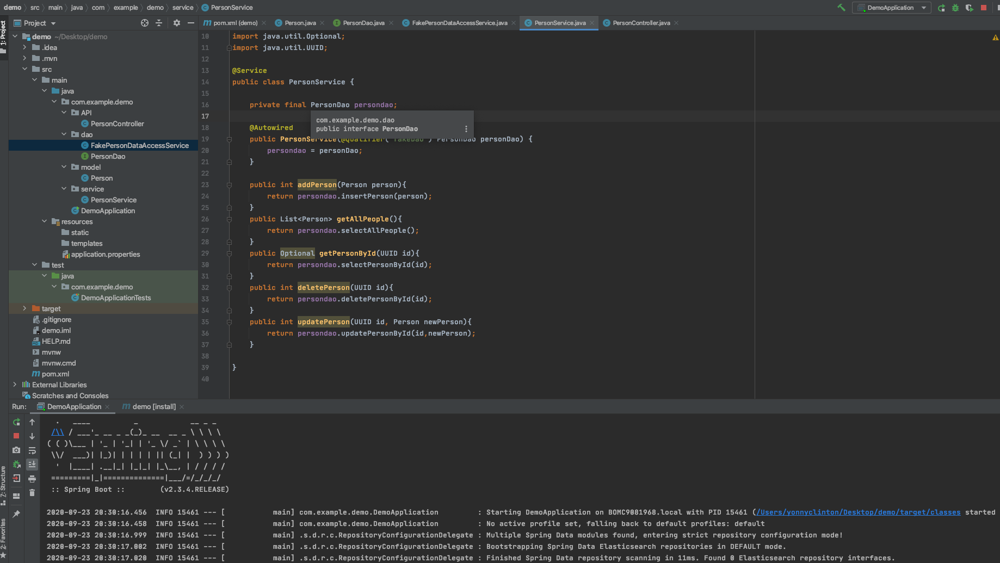 demo src main java com example demo service PersonService
DemoApplication
Project
pom.xml (demo) Person.java PersonDao.java FakePersonDataAccessService.java PersonService.java PersonController.java
1: Project
demo ~/Desktop/demo
.idea
.mvn
src
main
java
com.example.demo
API
PersonController
dao
FakePersonDataAccessService
PersonDao
model
Person
service
PersonService
DemoApplication
resources
static
templates
application.properties
test
java
com.example.demo
DemoApplicationTests
target
.gitignore
demo.iml
HELP.md
mvnw
mvnw.cmd
pom.xml
External Libraries
Scratches and Consoles
10 import java.util.Optional;
11 import java.util.UUID;
12
13 @Service
14 public class PersonService {
15
16 private final PersonDao persondao;
17
com.example.demo.dao
public interface PersonDao
18 @Autowired
19 public PersonService(@Qualifier("fakeDao") PersonDao personDao) {
20 persondao = personDao;
21 }
22
23 public int addPerson(Person person){
24 return persondao.insertPerson(person);
25 }
26 public List<Person> getAllPeople(){
27 return persondao.selectAllPeople();
28 }
29 public Optional getPersonById(UUID id){
30 return persondao.selectPersonById(id);
31 }
32 public int deletePerson(UUID id){
33 return persondao.deletePersonById(id);
34 }
35 public int updatePerson(UUID id, Person newPerson){
36 return persondao.updatePersonById(id,newPerson);
37 }
38
39 }
40
Run: DemoApplication demo [install]
Z: Structure
2: Favorites
  .   ____          _            __ _ _
 /\\ / ___'_ __ _ _(_)_ __  __ _ \ \ \ \
( ( )\___ | '_ | '_| | '_ \/ _` | \ \ \ \
 \\/  ___)| |_)| | | | | || (_| |  ) ) ) )
  '  |____| .__|_| |_|_| |_\__, | / / / /
 =========|_|==============|___/=/_/_/_/
:: Spring Boot :: (v2.3.4.RELEASE)
2020-09-23 20:30:16.456 INFO 15461 --- [ main] com.example.demo.DemoApplication : Starting DemoApplication on BOMC9081968.local with PID 15461 (/Users/yonnyclinton/Desktop/demo/target/classes started
2020-09-23 20:30:16.458 INFO 15461 --- [ main] com.example.demo.DemoApplication : No active profile set, falling back to default profiles: default
2020-09-23 20:30:16.999 INFO 15461 --- [ main] .s.d.r.c.RepositoryConfigurationDelegate : Multiple Spring Data modules found, entering strict repository configuration mode!
2020-09-23 20:30:17.002 INFO 15461 --- [ main] .s.d.r.c.RepositoryConfigurationDelegate : Bootstrapping Spring Data Elasticsearch repositories in DEFAULT mode.
2020-09-23 20:30:17.020 INFO 15461 --- [ main] .s.d.r.c.RepositoryConfigurationDelegate : Finished Spring Data repository scanning in 11ms. Found 0 Elasticsearch repository interfaces.